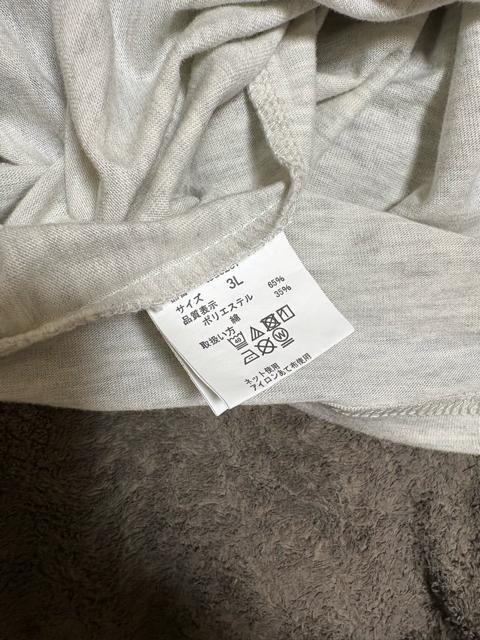 サイズ 3L
品質表示
ポリエステル 65%
綿 35%
取扱い方
40
W
ネット使用
アイロンあて布使用